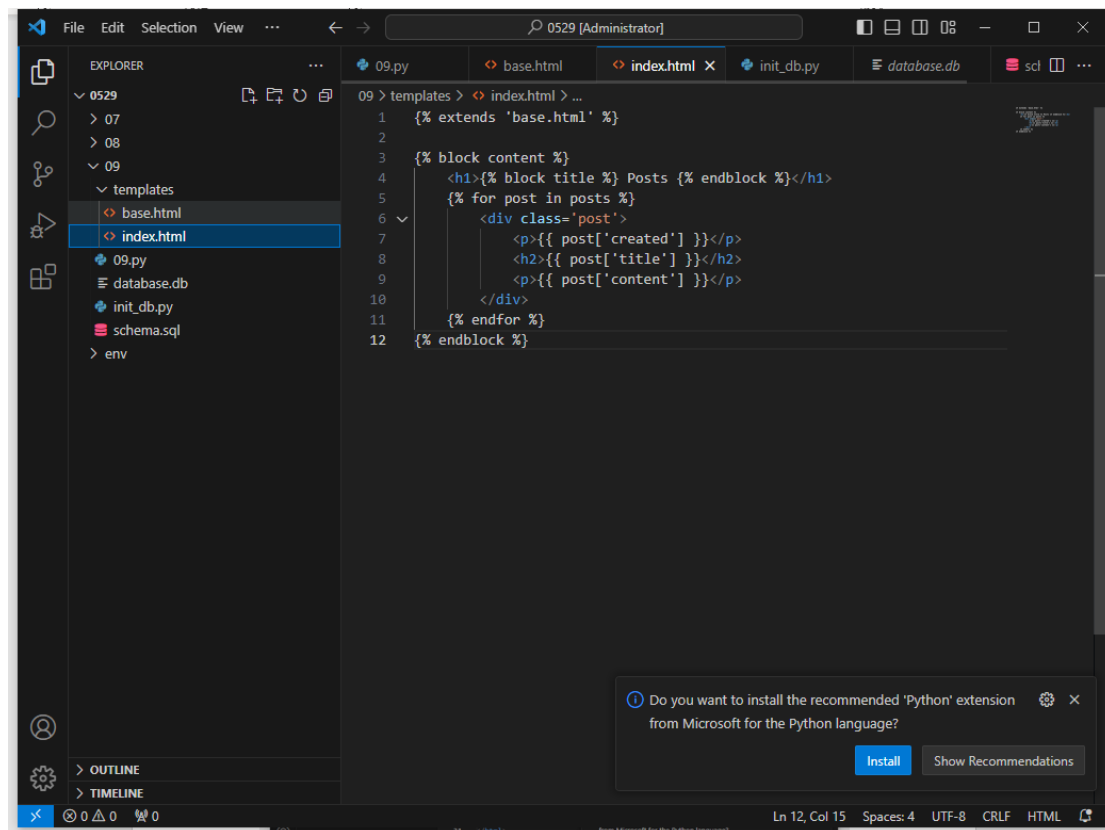 File Edit Selection View ··· 0529 [Administrator]
EXPLORER ···
09.py base.html index.html init_db.py database.db scl ···
0529
07
08
09
templates
base.html
index.html
09.py
database.db
init_db.py
schema.sql
env
09 > templates > index.html > ...
1 {% extends 'base.html' %}
2
3 {% block content %}
4 <h1>{% block title %} Posts {% endblock %}</h1>
5 {% for post in posts %}
6 <div class='post'>
7 <p>{{ post['created'] }}</p>
8 <h2>{{ post['title'] }}</h2>
9 <p>{{ post['content'] }}</p>
10 </div>
11 {% endfor %}
12 {% endblock %}
Do you want to install the recommended 'Python' extension
from Microsoft for the Python language?
Install Show Recommendations
OUTLINE
TIMELINE
0 0 0 Ln 12, Col 15 Spaces: 4 UTF-8 CRLF HTML